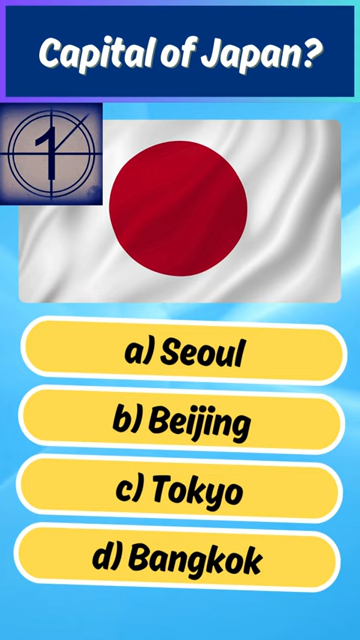 Capital of Japan?
1
a) Seoul
b) Beijing
c) Tokyo
d) Bangkok